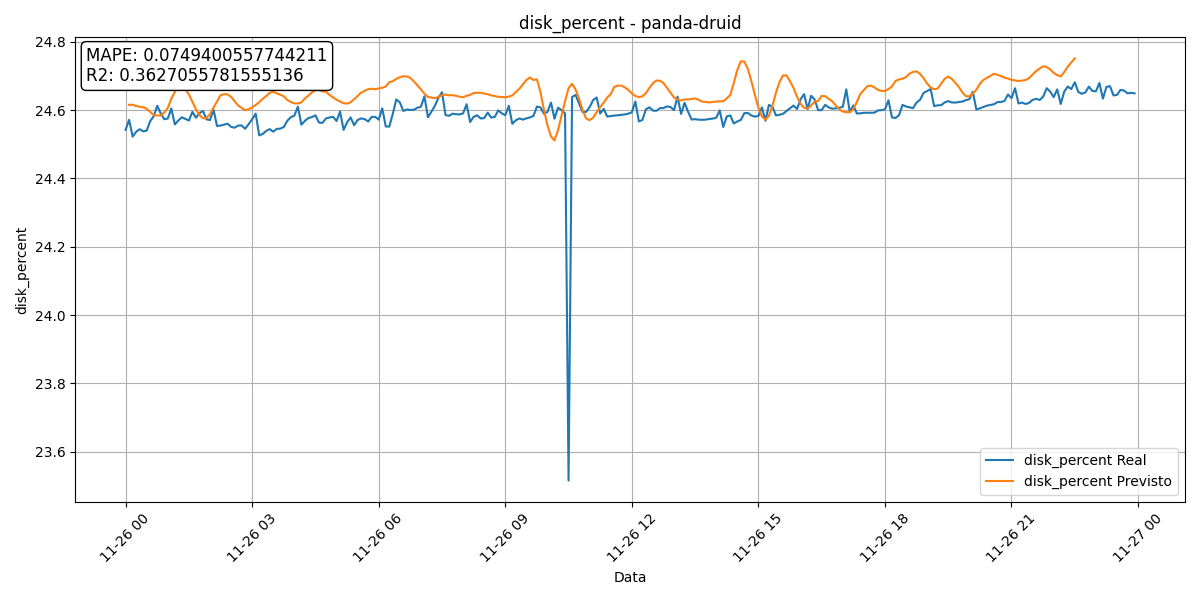 disk_percent - panda-druid
MAPE: 0.0749400557744211
R2: 0.3627055781555136
24.8
24.6
24.4
24.2
24.0
23.8
23.6
disk_percent
disk_percent Real
disk_percent Previsto
11-26 00
11-26 03
11-26 06
11-26 09
11-26 12
11-26 15
11-26 18
11-26 21
11-27 00
Data